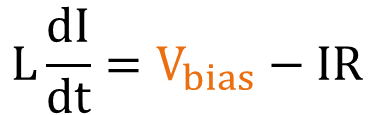 L dI/dt = V_bias − IR